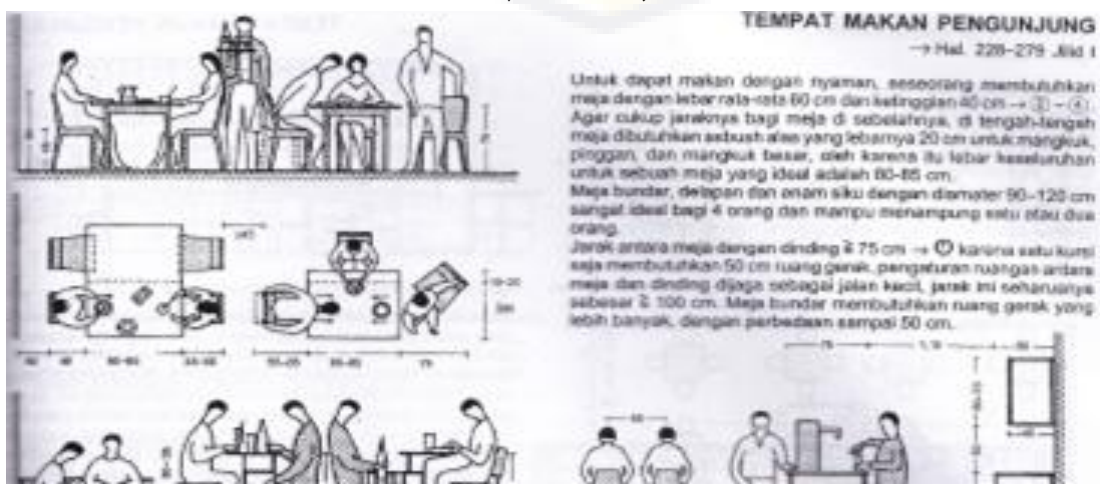 TEMPAT MAKAN PENGUNJUNG
→ Hal. 228–279 Jilid I
Untuk dapat makan dengan nyaman, seseorang membutuhkan
meja dengan lebar rata-rata 60 cm dan ketinggian 40 cm → ③ – ④.
Agar cukup jaraknya bagi meja di sebelahnya, di tengah-tengah
meja dibutuhkan sebuah alas yang lebarnya 20 cm untuk mangkuk,
pinggan, dan mangkuk besar, oleh karena itu lebar keseluruhan
untuk sebuah meja yang ideal adalah 80–85 cm.
Meja bundar, delapan dan enam siku dengan diamater 90–120 cm
sangat ideal bagi 4 orang dan mampu menampung satu atau dua
orang.
Jarak antara meja dengan dinding ≧ 75 cm → ① karena satu kursi
saja membutuhkan 50 cm ruang gerak, pengaturan ruangan antara
meja dan dinding dijaga sebagai jalan kecil, jarak ini seharusnya
sebesar ≧ 100 cm. Meja bundar membutuhkan ruang gerak yang
lebih banyak, dengan perbedaan sampai 50 cm.
75